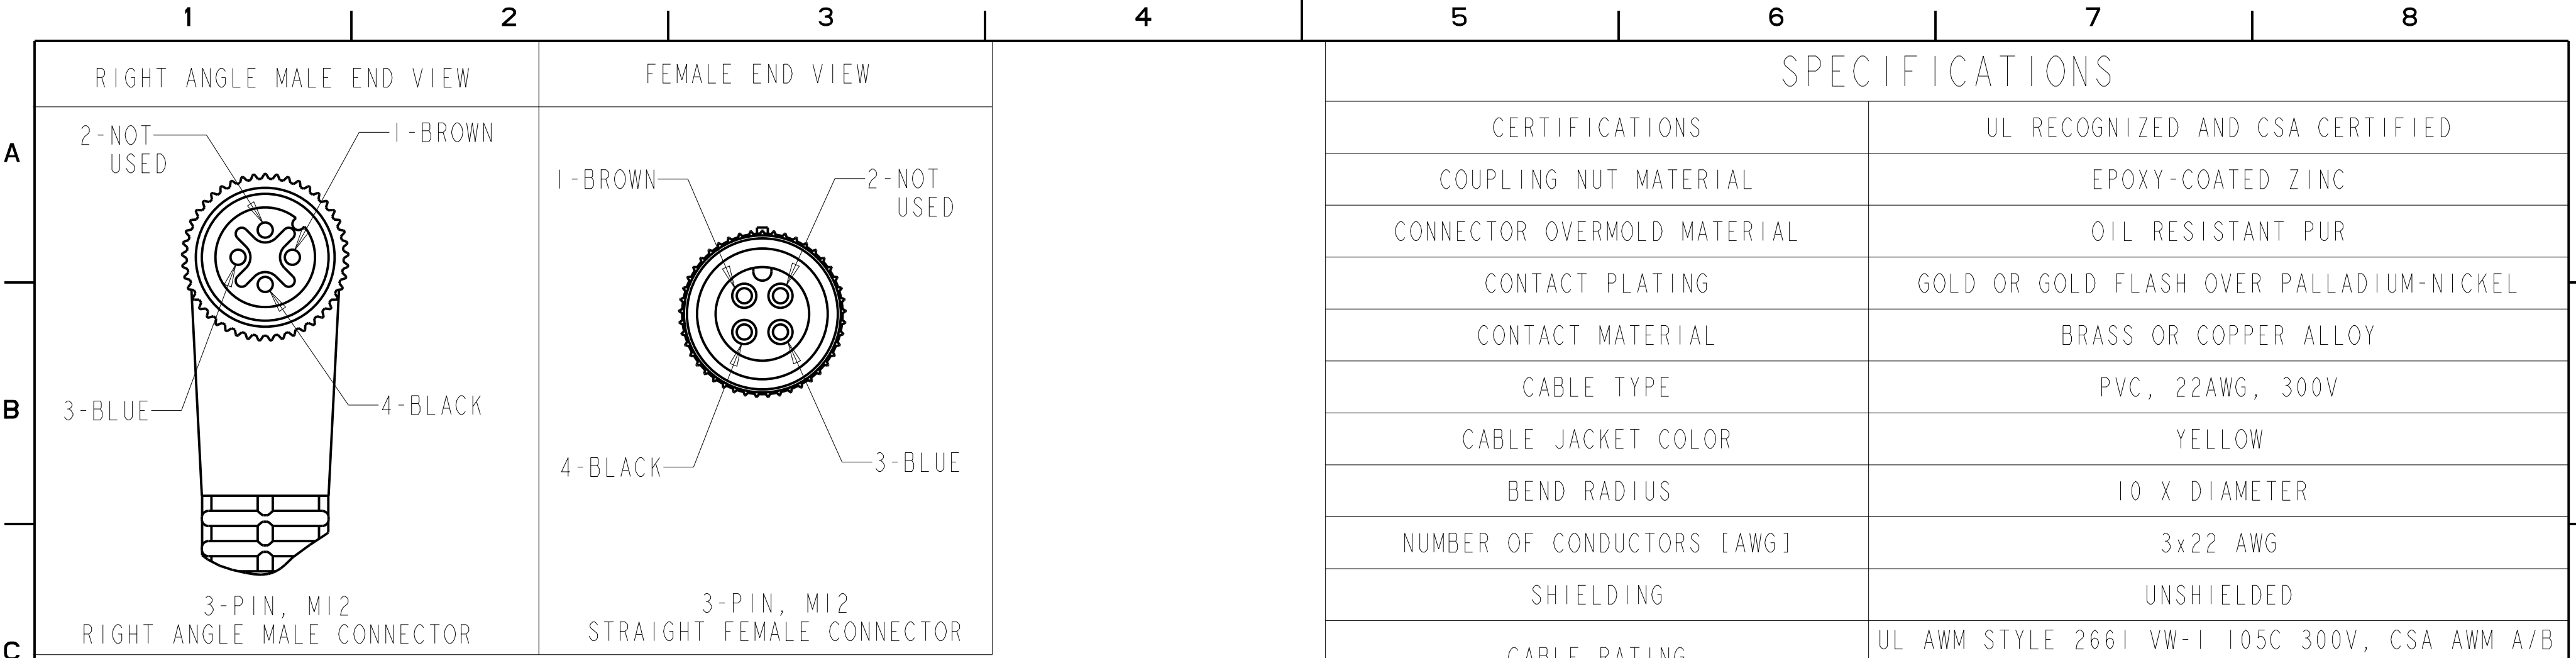 1 2 3 4 5 6 7 8
RIGHT ANGLE MALE END VIEW
2-NOT
USED
1-BROWN
3-BLUE
4-BLACK
3-PIN, M12
RIGHT ANGLE MALE CONNECTOR
FEMALE END VIEW
1-BROWN
2-NOT
USED
4-BLACK
3-BLUE
3-PIN, M12
STRAIGHT FEMALE CONNECTOR
SPECIFICATIONS
CERTIFICATIONS UL RECOGNIZED AND CSA CERTIFIED
COUPLING NUT MATERIAL EPOXY-COATED ZINC
CONNECTOR OVERMOLD MATERIAL OIL RESISTANT PUR
CONTACT PLATING GOLD OR GOLD FLASH OVER PALLADIUM-NICKEL
CONTACT MATERIAL BRASS OR COPPER ALLOY
CABLE TYPE PVC, 22AWG, 300V
CABLE JACKET COLOR YELLOW
BEND RADIUS 10 X DIAMETER
NUMBER OF CONDUCTORS [AWG] 3x22 AWG
SHIELDING UNSHIELDED
CABLE RATING UL AWM STYLE 2661 VW-1 105C 300V, CSA AWM A/B
A
B
C